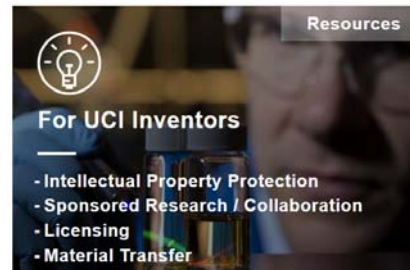 Resources
For UCI Inventors
- Intellectual Property Protection
- Sponsored Research / Collaboration
- Licensing
- Material Transfer